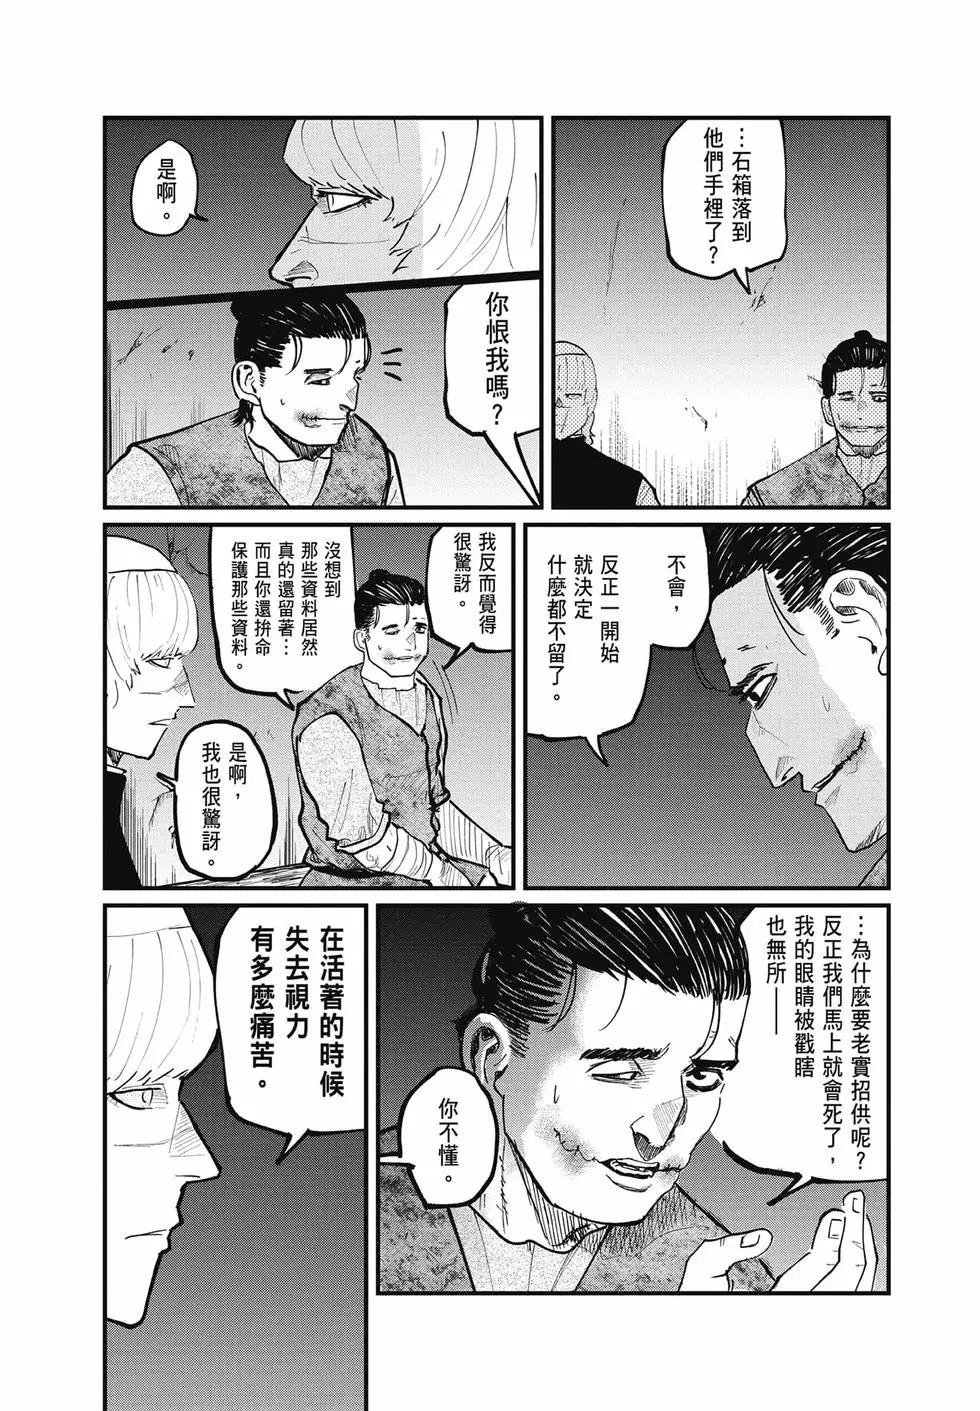 …石箱落到
他們手裡了？
是啊。
你恨我嗎？
不會，
反正一開始
就決定
什麼都不留了。
我反而覺得
很驚訝。
沒想到
那些資料居然
真的還留著…
而且你還拚命
保護那些資料。
是啊，
我也很驚訝。
…為什麼要老實招供呢？
反正我們馬上就會死了，
我的眼睛被戳瞎
也無所──
你不懂。
在活著的時候
失去視力
有多麼痛苦。